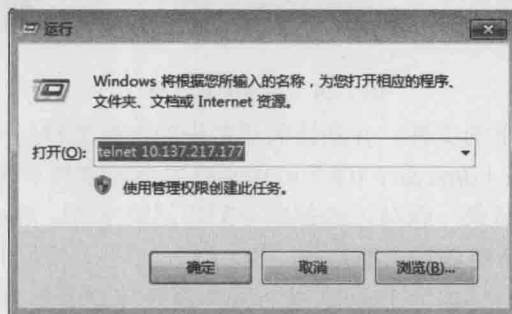 运行
Windows 将根据您所输入的名称，为您打开相应的程序、
文件夹、文档或 Internet 资源。
打开(O): telnet 10.137.217.177
使用管理权限创建此任务。
确定 取消 浏览(B)...